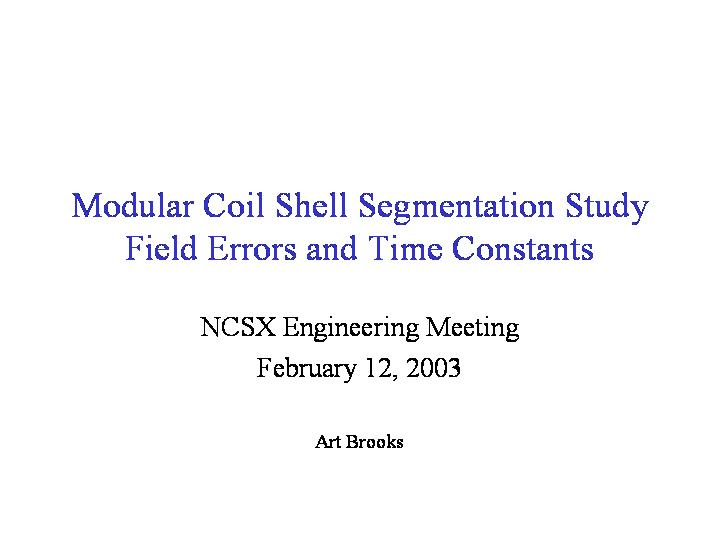 Modular Coil Shell Segmentation Study
Field Errors and Time Constants
NCSX Engineering Meeting
February 12, 2003
Art Brooks